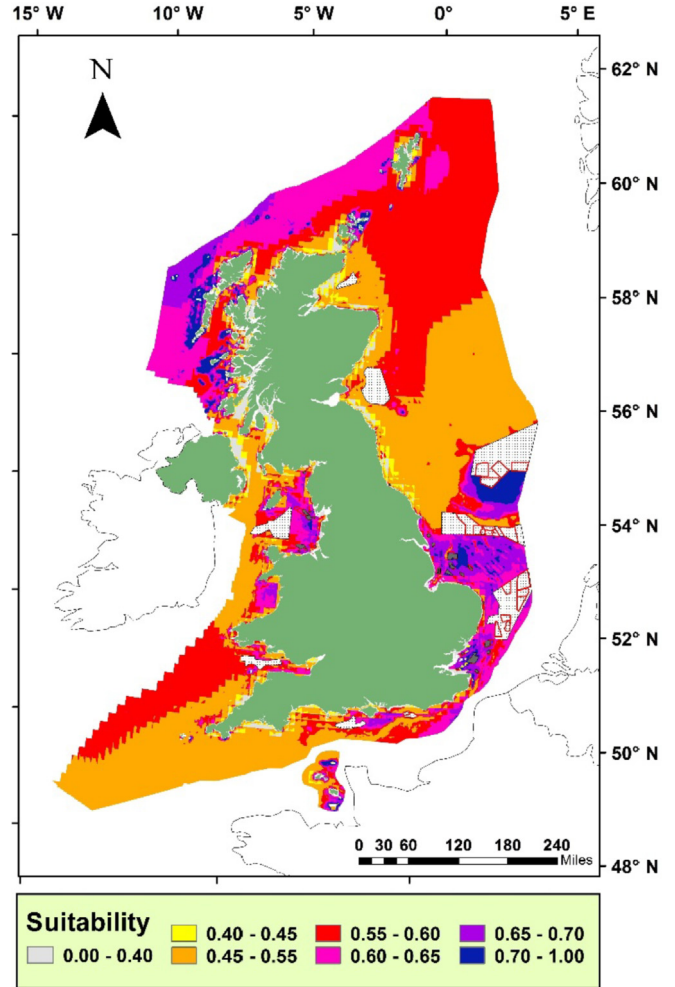 15° W 10° W 5° W 0° 5° E
N
62° N
60° N
58° N
56° N
54° N
52° N
50° N
48° N
0 30 60 120 180 240
Miles
Suitability
0.00 - 0.40
0.40 - 0.45
0.45 - 0.55
0.55 - 0.60
0.60 - 0.65
0.65 - 0.70
0.70 - 1.00